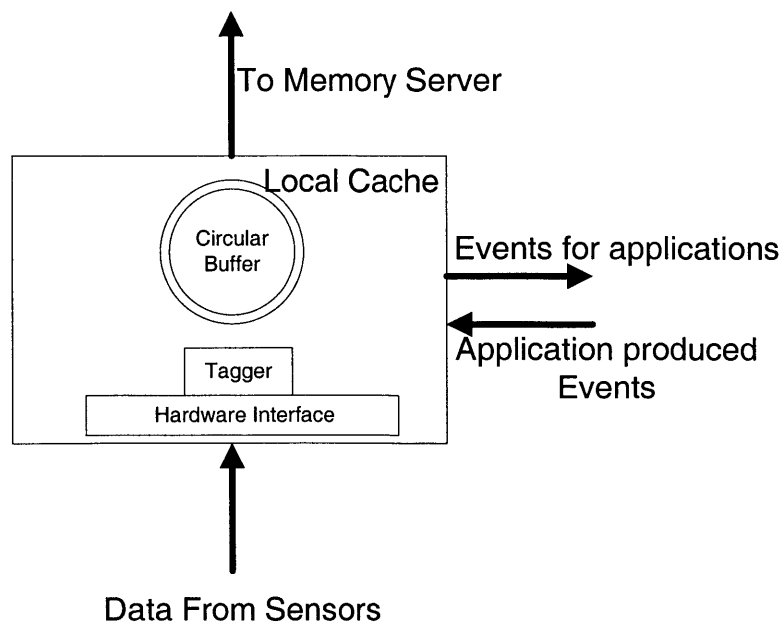 To Memory Server
Local Cache
Circular
Buffer
Events for applications
Application produced
Events
Tagger
Hardware Interface
Data From Sensors